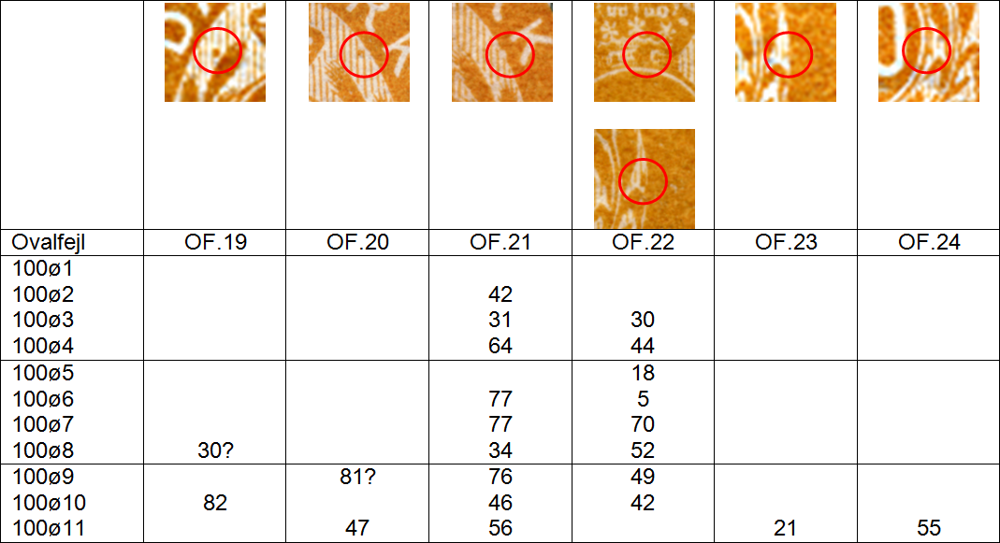 Ovalfejl OF.19 OF.20 OF.21 OF.22 OF.23 OF.24
100ø1
100ø2 42
100ø3 31 30
100ø4 64 44
100ø5 18
100ø6 77 5
100ø7 77 70
100ø8 30? 34 52
100ø9 81? 76 49
100ø10 82 46 42
100ø11 47 56 21 55